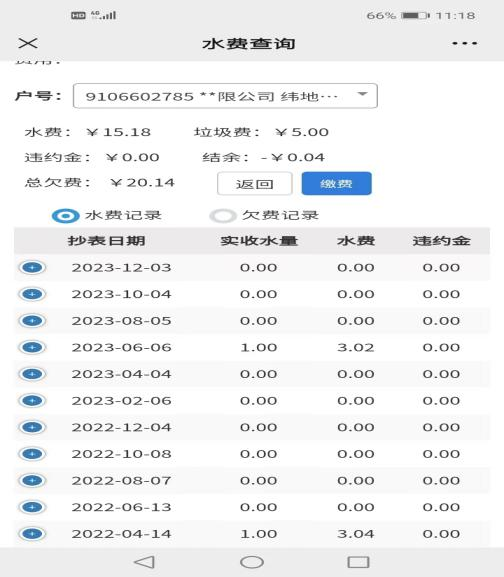 HD 4G 66% 11:18
水费查询
户号: 9106602785 **限公司 纬地…
水费: ￥15.18 垃圾费: ￥5.00
违约金: ￥0.00 结余: -￥0.04
总欠费: ￥20.14 返回 缴费
水费记录 欠费记录
抄表日期 实收水量 水费 违约金
2023-12-03 0.00 0.00 0.00
2023-10-04 0.00 0.00 0.00
2023-08-05 0.00 0.00 0.00
2023-06-06 1.00 3.02 0.00
2023-04-04 0.00 0.00 0.00
2023-02-06 0.00 0.00 0.00
2022-12-04 0.00 0.00 0.00
2022-10-08 0.00 0.00 0.00
2022-08-07 0.00 0.00 0.00
2022-06-13 0.00 0.00 0.00
2022-04-14 1.00 3.04 0.00